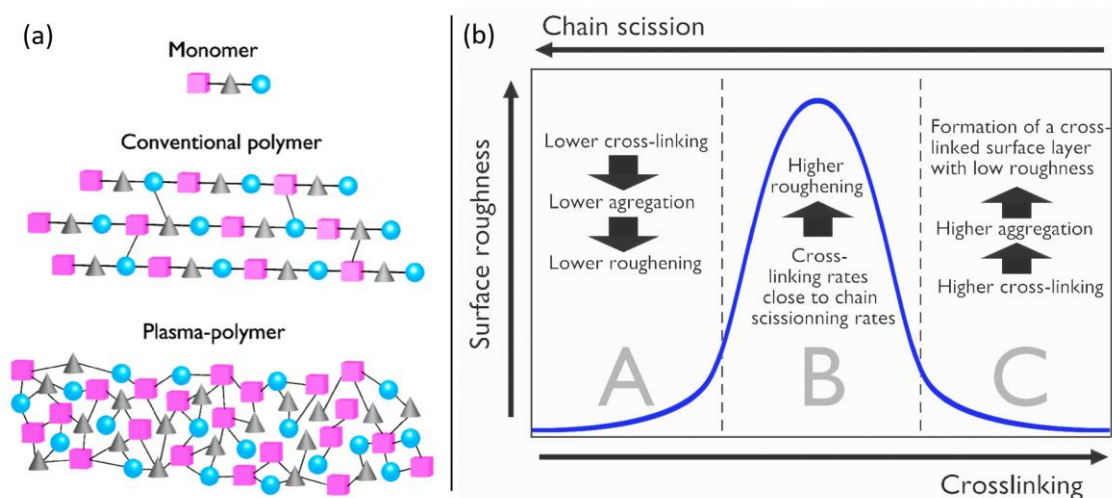 (a)
Monomer
Conventional polymer
Plasma-polymer
(b)
Chain scission
Surface roughness
Lower cross-linking
Lower agregation
Lower roughening
A
Higher
roughening
Cross-
linking rates
close to chain
scissionning rates
B
Formation of a cross-
linked surface layer
with low roughness
Higher aggregation
Higher cross-linking
C
Crosslinking